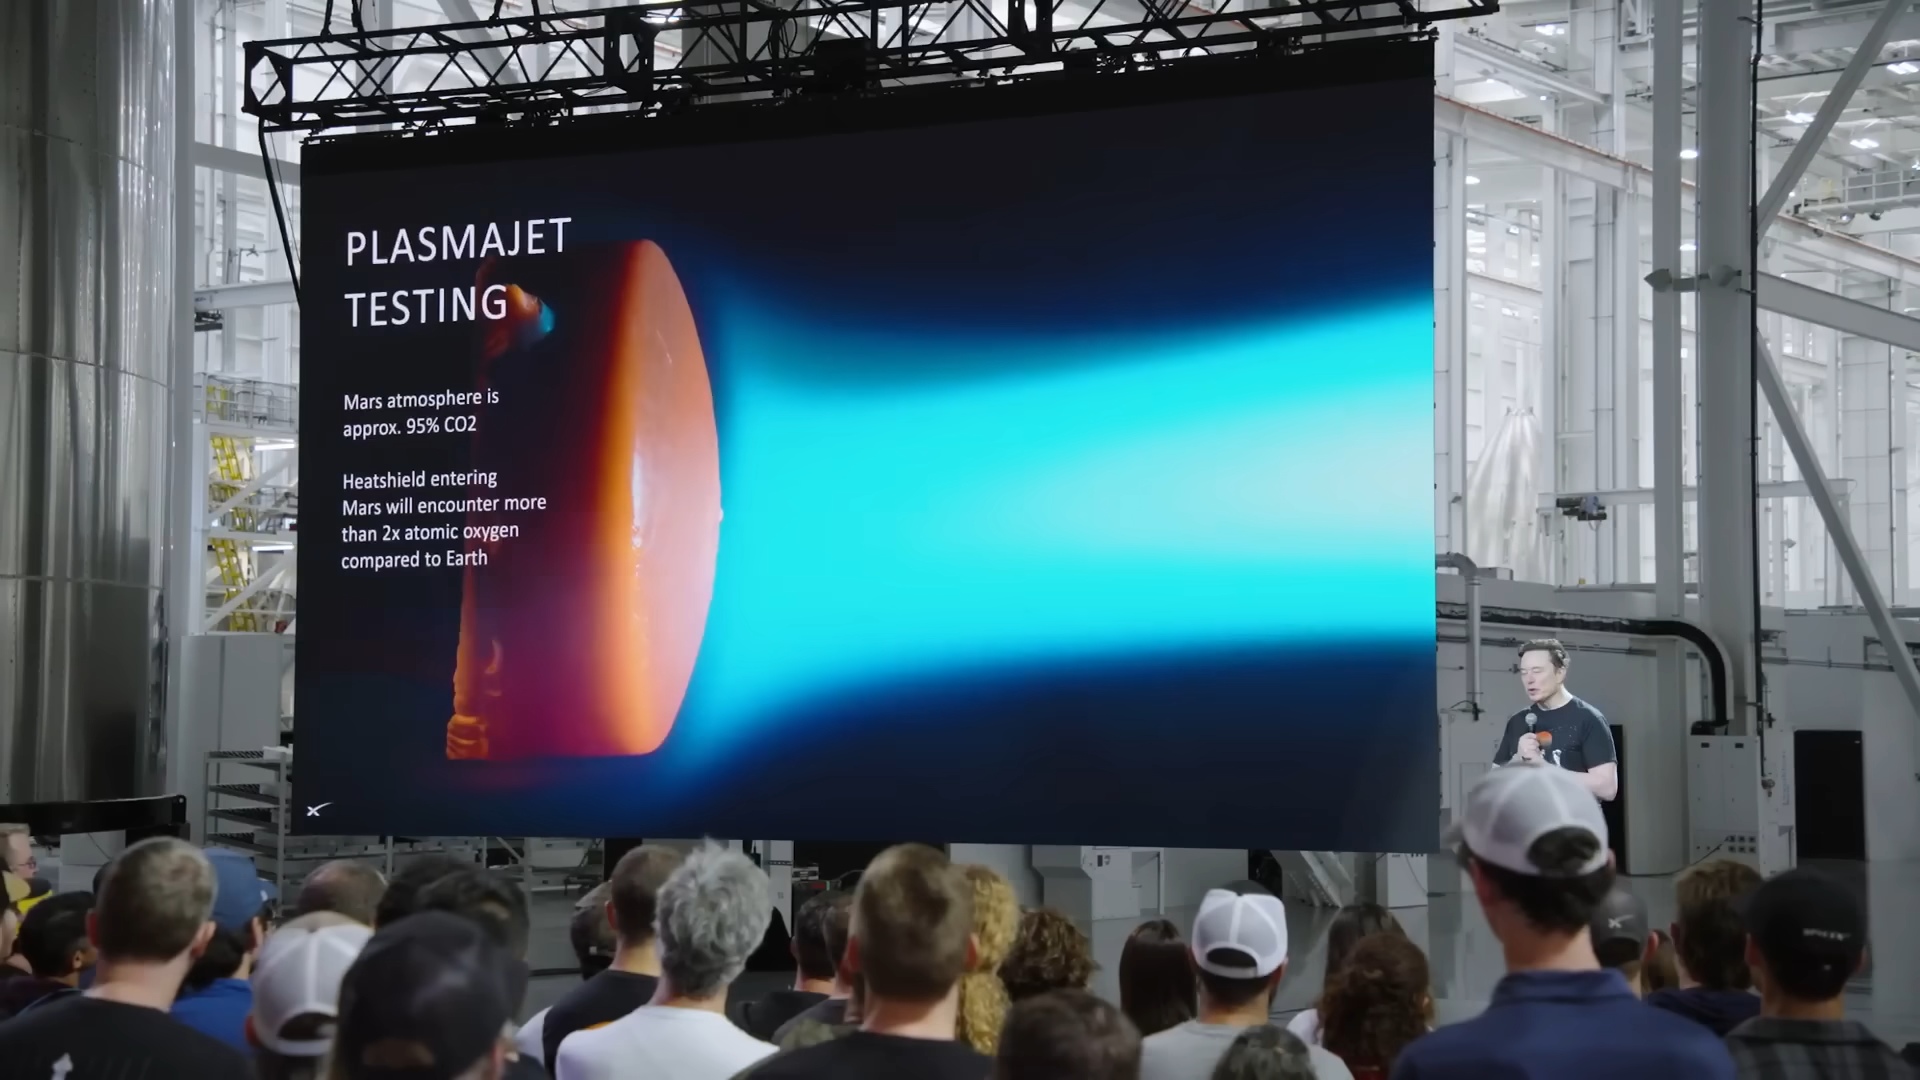 PLASMAJET
TESTING
Mars atmosphere is
approx. 95% CO2
Heatshield entering
Mars will encounter more
than 2x atomic oxygen
compared to Earth
SPACEX